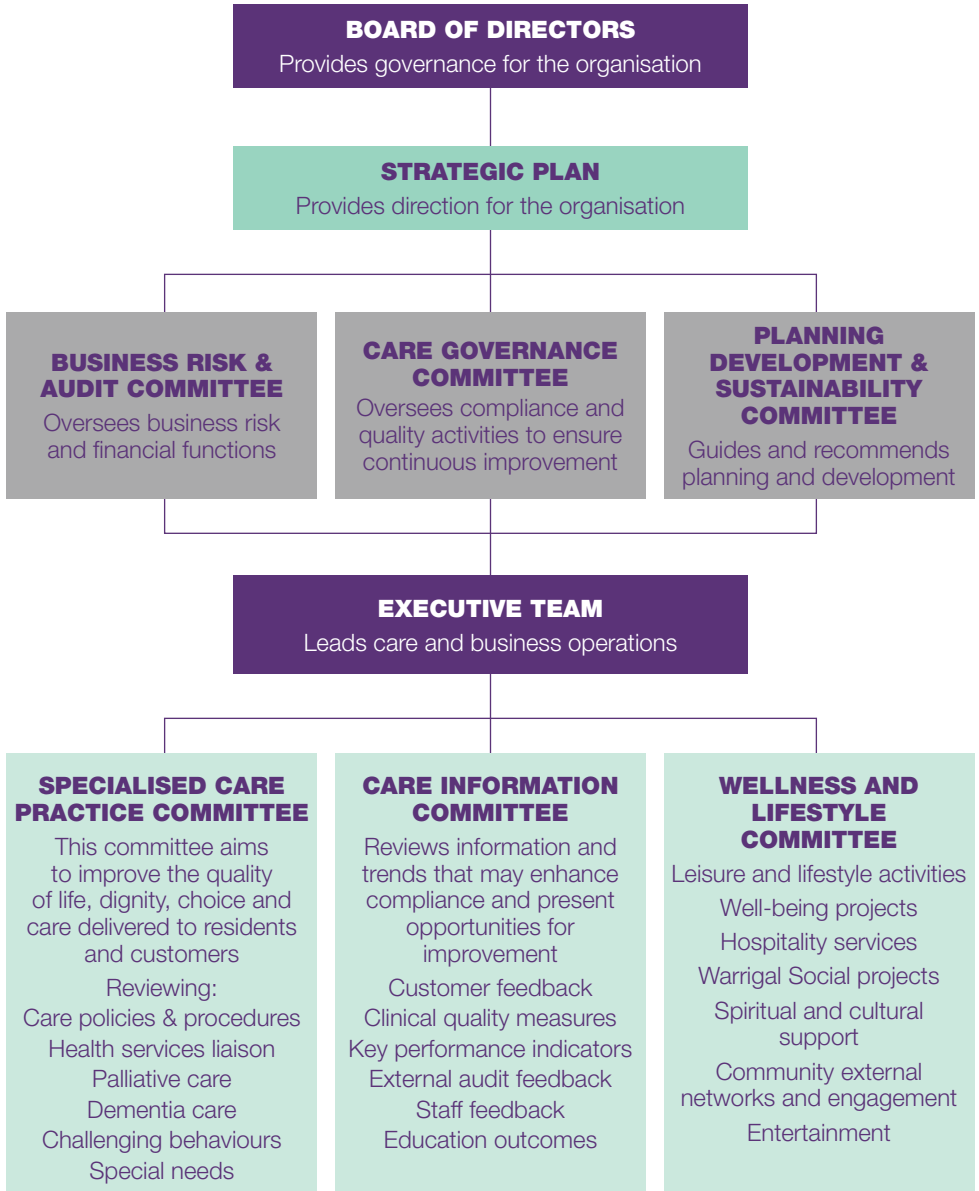 BOARD OF DIRECTORS
Provides governance for the organisation
STRATEGIC PLAN
Provides direction for the organisation
BUSINESS RISK &
AUDIT COMMITTEE
Oversees business risk
and financial functions
CARE GOVERNANCE
COMMITTEE
Oversees compliance and
quality activities to ensure
continuous improvement
PLANNING
DEVELOPMENT &
SUSTAINABILITY
COMMITTEE
Guides and recommends
planning and development
EXECUTIVE TEAM
Leads care and business operations
SPECIALISED CARE
PRACTICE COMMITTEE
This committee aims
to improve the quality
of life, dignity, choice and
care delivered to residents
and customers
Reviewing:
Care policies & procedures
Health services liaison
Palliative care
Dementia care
Challenging behaviours
Special needs
CARE INFORMATION
COMMITTEE
Reviews information and
trends that may enhance
compliance and present
opportunities for
improvement
Customer feedback
Clinical quality measures
Key performance indicators
External audit feedback
Staff feedback
Education outcomes
WELLNESS AND
LIFESTYLE
COMMITTEE
Leisure and lifestyle activities
Well-being projects
Hospitality services
Warrigal Social projects
Spiritual and cultural
support
Community external
networks and engagement
Entertainment